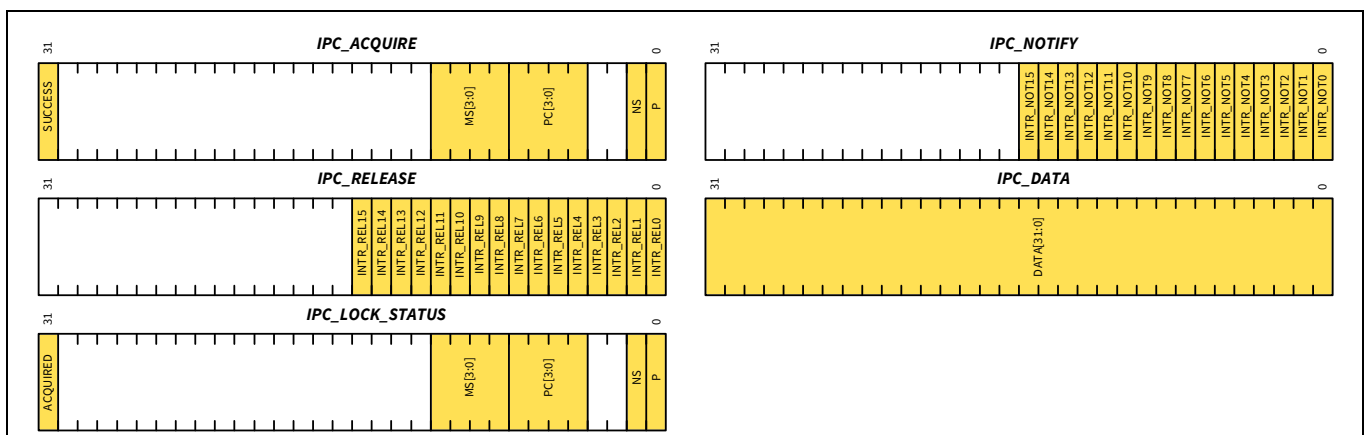 IPC_ACQUIRE
31
0
SUCCESS
MS[3:0]
PC[3:0]
NS
P
IPC_NOTIFY
31
0
INTR_NOT15
INTR_NOT14
INTR_NOT13
INTR_NOT12
INTR_NOT11
INTR_NOT10
INTR_NOT9
INTR_NOT8
INTR_NOT7
INTR_NOT6
INTR_NOT5
INTR_NOT4
INTR_NOT3
INTR_NOT2
INTR_NOT1
INTR_NOT0
IPC_RELEASE
31
0
INTR_REL15
INTR_REL14
INTR_REL13
INTR_REL12
INTR_REL11
INTR_REL10
INTR_REL9
INTR_REL8
INTR_REL7
INTR_REL6
INTR_REL5
INTR_REL4
INTR_REL3
INTR_REL2
INTR_REL1
INTR_REL0
IPC_DATA
31
0
DATA[31:0]
IPC_LOCK_STATUS
31
0
ACQUIRED
MS[3:0]
PC[3:0]
NS
P